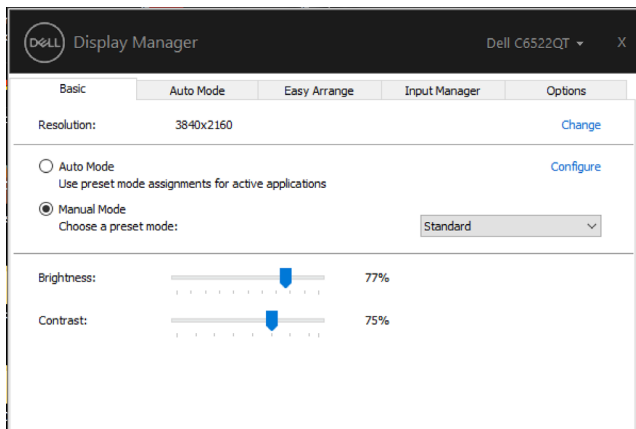 DELL Display Manager Dell C6522QT X
Basic Auto Mode Easy Arrange Input Manager Options
Resolution: 3840x2160 Change
Auto Mode Configure
Use preset mode assignments for active applications
Manual Mode
Choose a preset mode: Standard
Brightness: 77%
Contrast: 75%